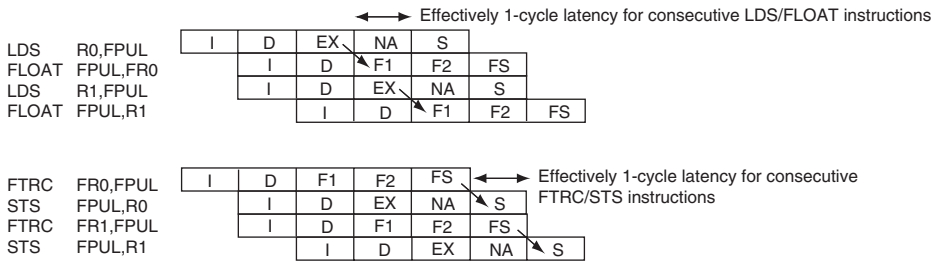 Effectively 1-cycle latency for consecutive LDS/FLOAT instructions
LDS R0,FPUL I D EX NA S
FLOAT FPUL,FR0 I D F1 F2 FS
LDS R1,FPUL I D EX NA S
FLOAT FPUL,R1 I D F1 F2 FS
FTRC FR0,FPUL I D F1 F2 FS Effectively 1-cycle latency for consecutive
FTRC/STS instructions
STS FPUL,R0 I D EX NA S
FTRC FR1,FPUL I D F1 F2 FS
STS FPUL,R1 I D EX NA S